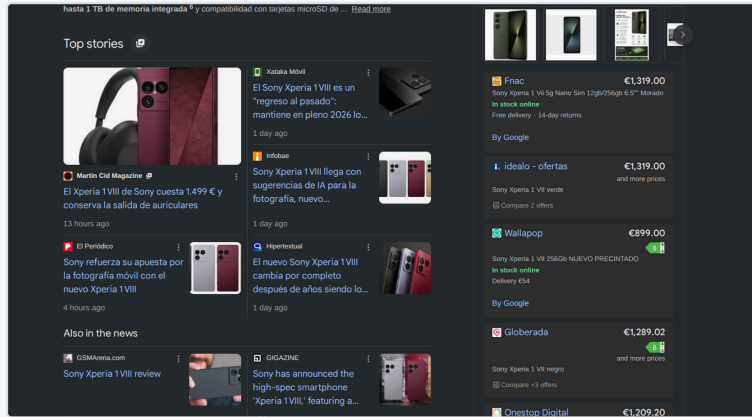 hasta 1 TB de memoria integrada 6 y compatibilidad con tarjetas microSD de ... Read more
Top stories
Martin Cid Magazine
El Xperia 1 VIII de Sony cuesta 1.499 € y
conserva la salida de auriculares
13 hours ago
Xataka Móvil
El Sony Xperia 1 VIII es un
"regreso al pasado":
mantiene en pleno 2026 lo...
1 day ago
Infobae
Sony Xperia 1 VIII llega con
sugerencias de IA para la
fotografía, nuevo...
1 day ago
El Periódico
Sony refuerza su apuesta por
la fotografía móvil con el
nuevo Xperia 1 VIII
4 hours ago
Hipertextual
El nuevo Sony Xperia 1 VIII
cambia por completo
después de años siendo lo...
1 day ago
Also in the news
GSMArena.com
Sony Xperia 1 VIII review
GIGAZINE
Sony has announced the
high-spec smartphone
'Xperia 1 VIII,' featuring a...
Fnac €1,319.00
Sony Xperia 1 Vii 5g Nano Sim 12gb/256gb 6.5"" Morado
In stock online
Free delivery · 14-day returns
By Google
idealo - ofertas €1,319.00
and more prices
Sony Xperia 1 VII verde
Compare 2 offers
Wallapop €899.00
B
Sony Xperia 1 VII 256Gb NUEVO PRECINTADO
In stock online
Delivery €54
By Google
Globerada €1,289.02
B
and more prices
Sony Xperia 1 VII negro
Compare +3 offers
Onestop Digital €1,209.20